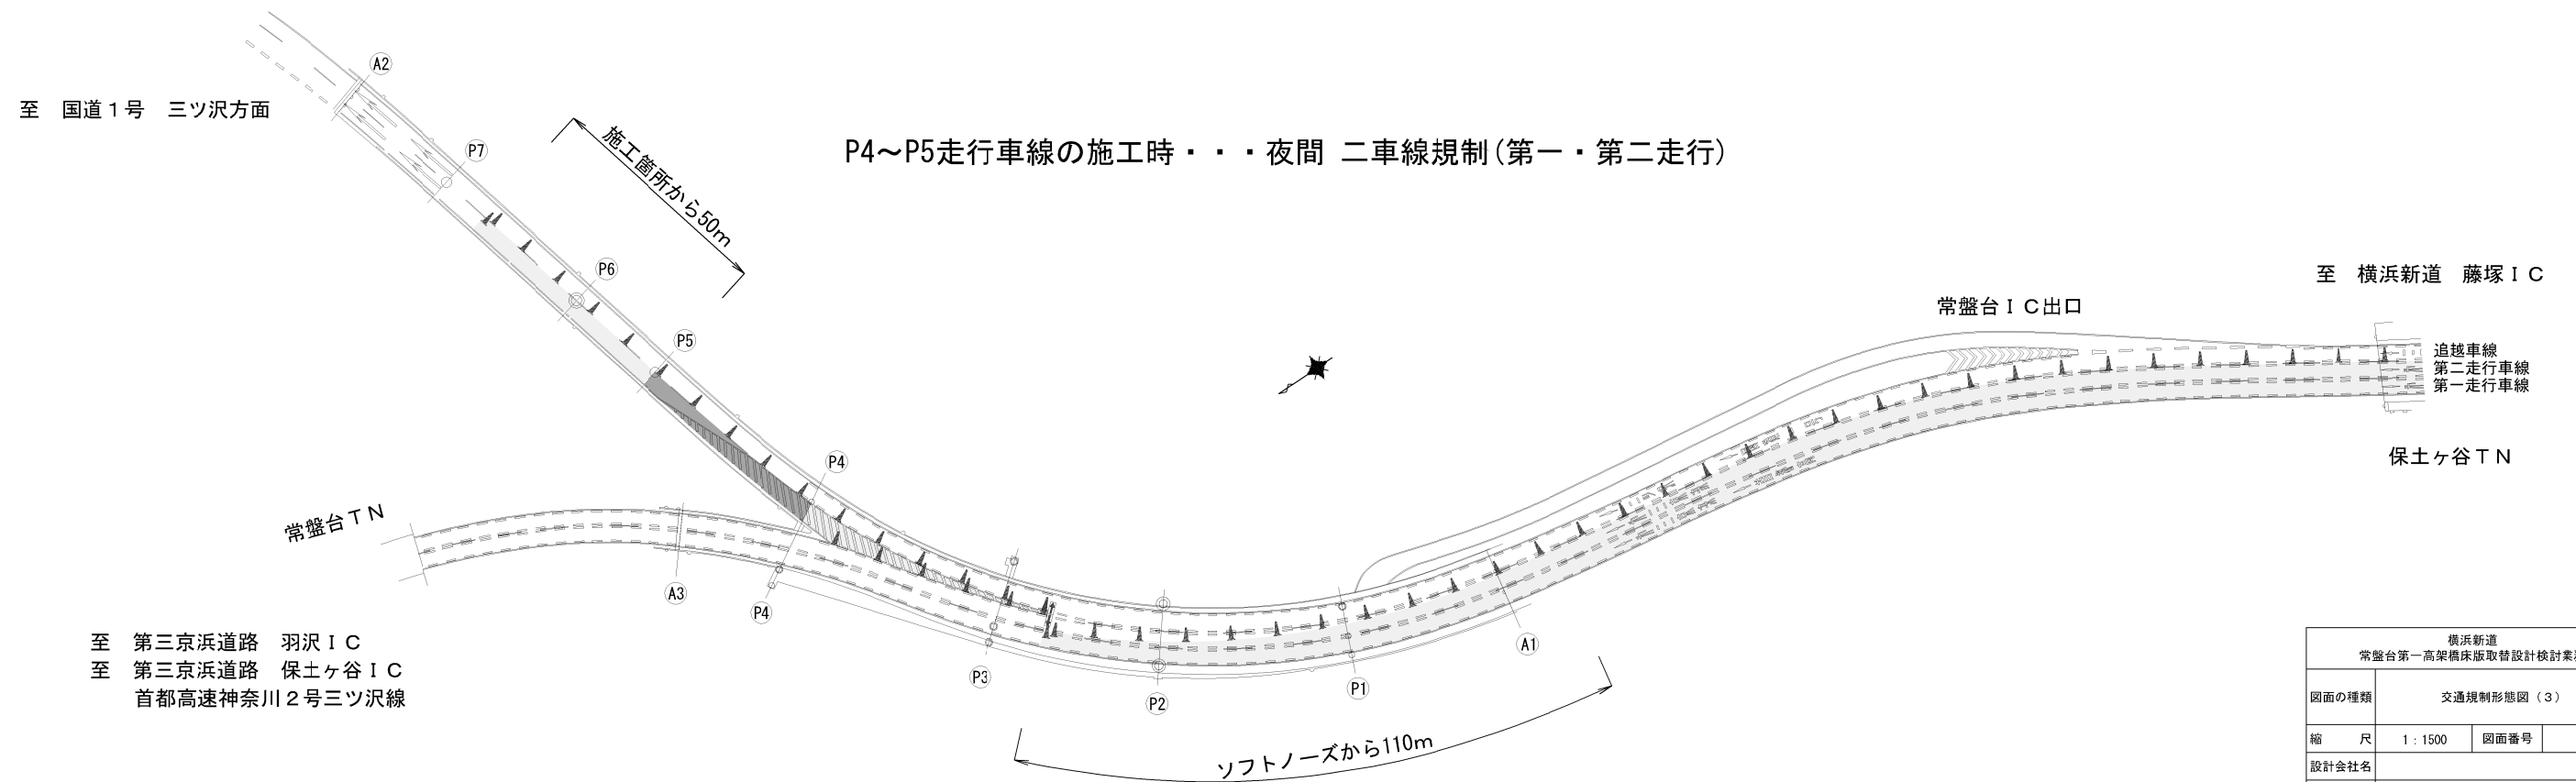 A2
至　国道１号　三ツ沢方面
P7
施工箇所から50m
P4～P5走行車線の施工時・・・夜間 二車線規制(第一・第二走行)
P6
至　横浜新道　藤塚ＩＣ
常盤台ＩＣ出口
P5
追越車線
第二走行車線
第一走行車線
P4
保土ヶ谷ＴＮ
常盤台ＴＮ
A3
P4
至　第三京浜道路　羽沢ＩＣ
至　第三京浜道路　保土ヶ谷ＩＣ
首都高速神奈川２号三ツ沢線
P3
P2
P1
A1
ソフトノーズから110m
横浜新道
常盤台第一高架橋床版取替設計検討業
図面の種類　交通規制形態図（３）
縮　尺　1：1500　図面番号
設計会社名